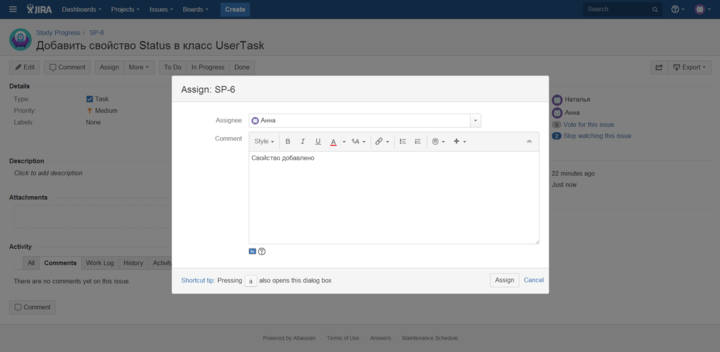 JIRA Dashboards Projects Issues Boards Create Search
Study Progress / SP-6
Добавить свойство Status в класс UserTask
Edit Comment Assign More To Do In Progress Done Export
Details
Type: Task
Priority: Medium
Labels: None
Description
Click to add description
Attachments
Activity
All Comments Work Log History Activity
There are no comments yet on this issue.
Comment
Assign: SP-6
Assignee Анна
Comment
Style B I U A
Свойство добавлено
Shortcut tip: Pressing a also opens this dialog box
Assign Cancel
Наталья
Анна
Vote for this issue
2 Stop watching this issue
22 minutes ago
Just now
Powered by Atlassian · Terms of Use · Answers · Maintenance Schedule